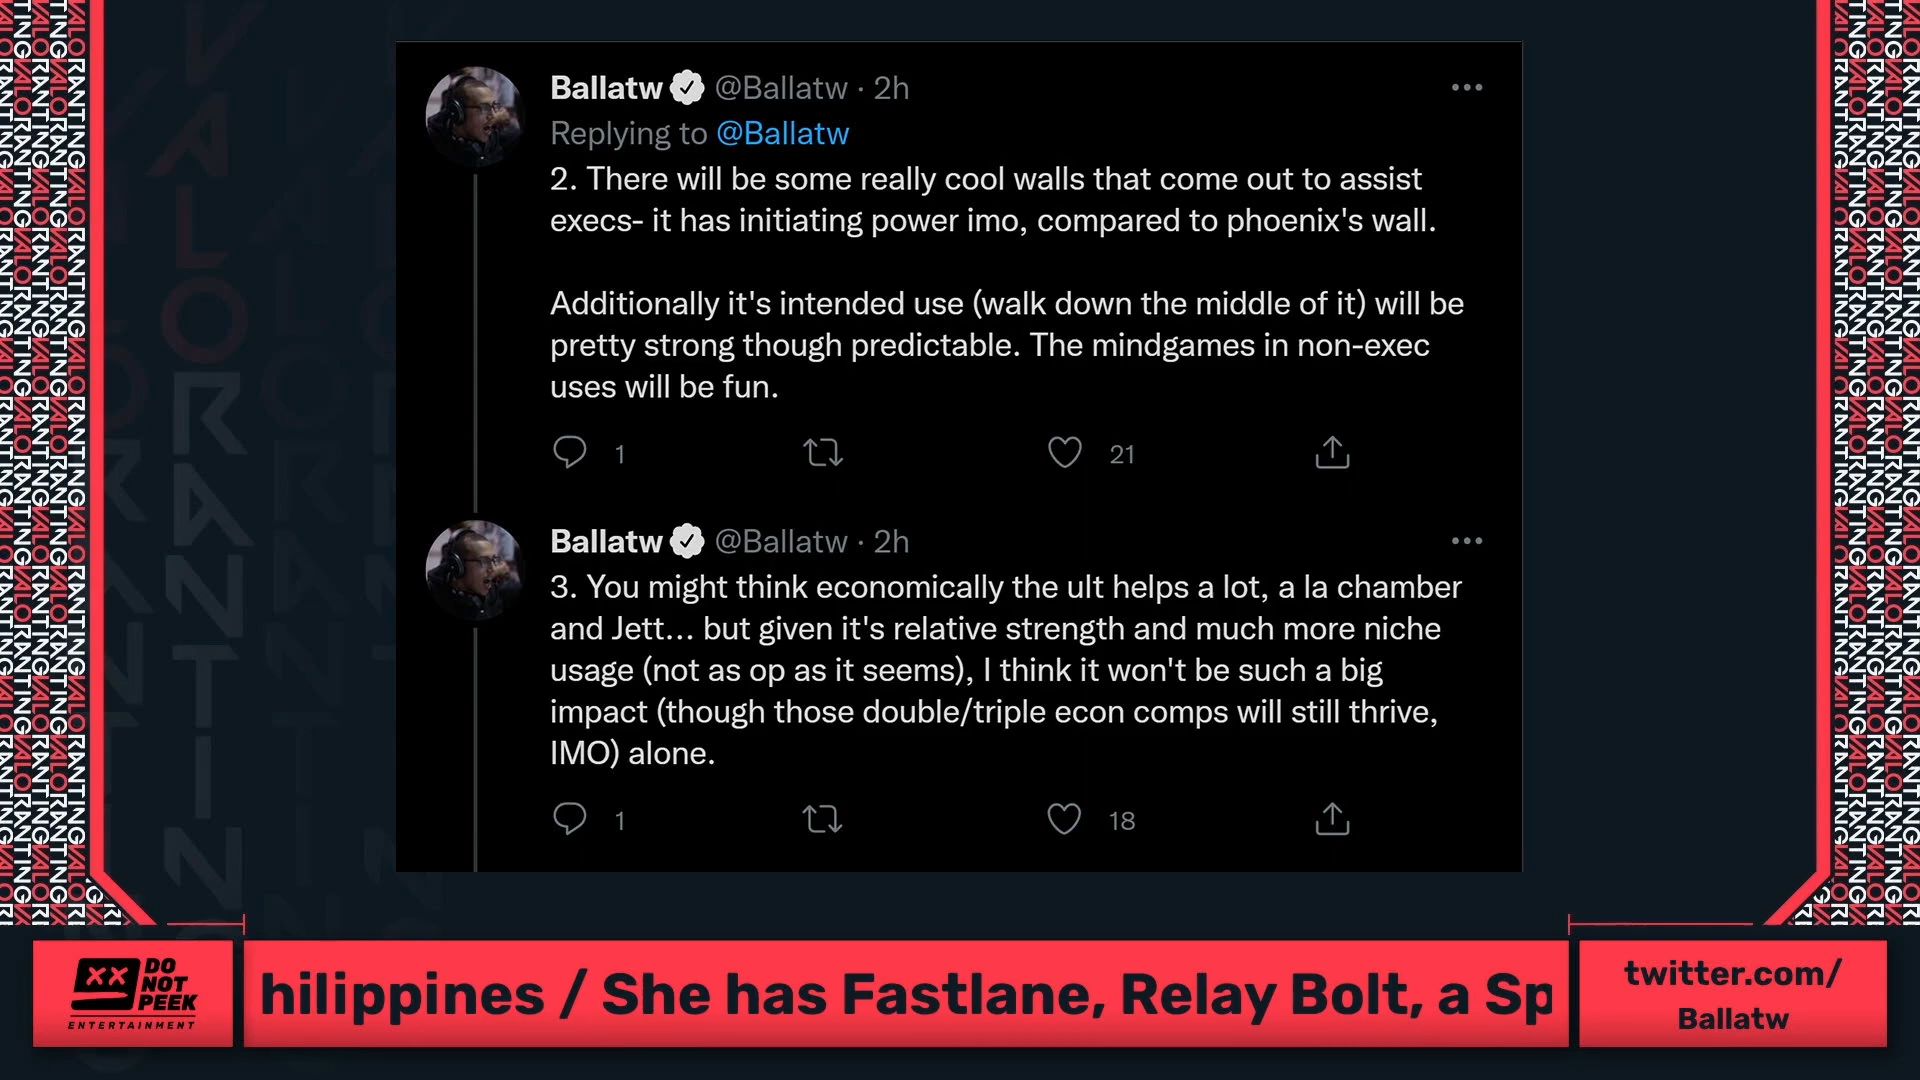 Ballatw @Ballatw · 2h
Replying to @Ballatw
2. There will be some really cool walls that come out to assist
execs- it has initiating power imo, compared to phoenix's wall.
Additionally it's intended use (walk down the middle of it) will be
pretty strong though predictable. The mindgames in non-exec
uses will be fun.
1 21
Ballatw @Ballatw · 2h
3. You might think economically the ult helps a lot, a la chamber
and Jett... but given it's relative strength and much more niche
usage (not as op as it seems), I think it won't be such a big
impact (though those double/triple econ comps will still thrive,
IMO) alone.
1 18
DO
NOT
PEEK
ENTERTAINMENT
hilippines / She has Fastlane, Relay Bolt, a Sp
twitter.com/
Ballatw
VALORANTING